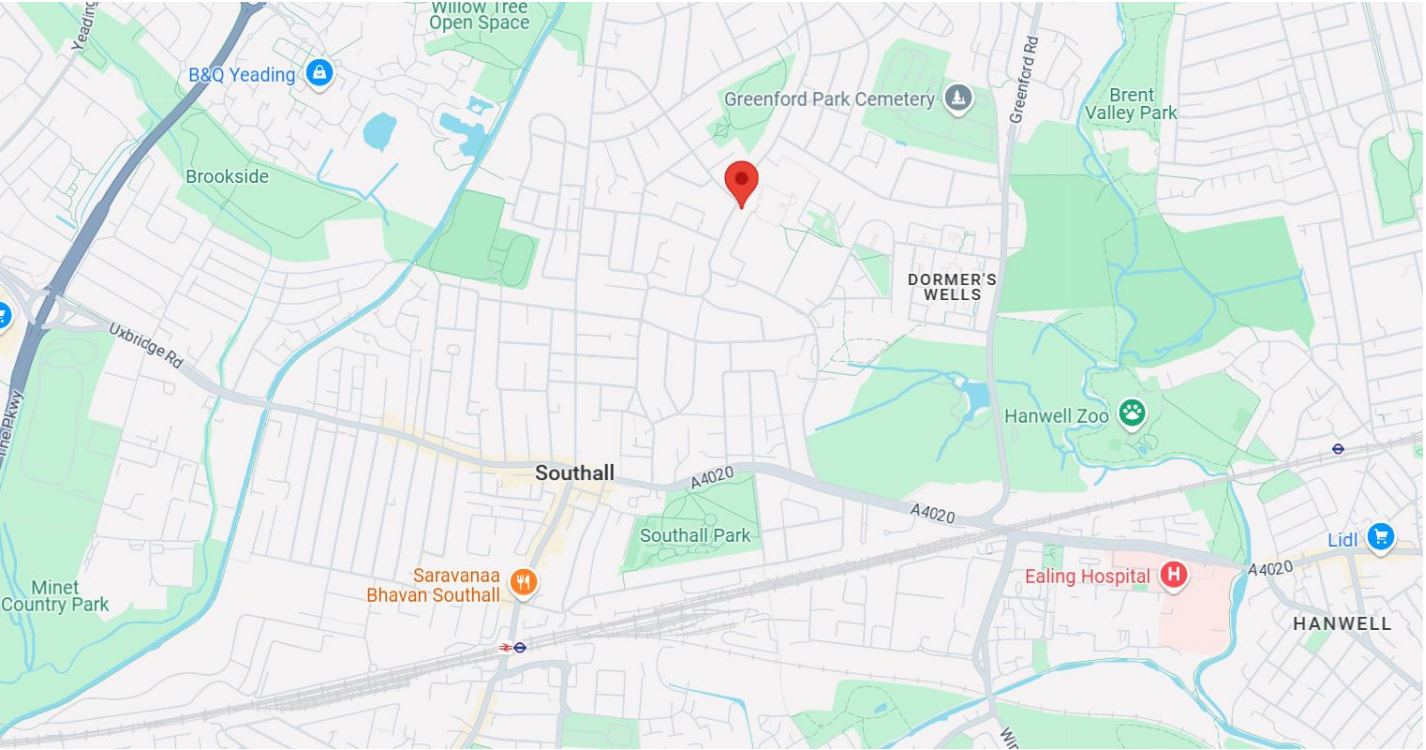 Willow Tree
Open Space
Yeading
B&Q Yeading
Greenford Park Cemetery
Greenford Rd
Brent
Valley Park
Brookside
DORMER'S
WELLS
Uxbridge Rd
Hanwell Zoo
Southall
A4020
A4020
Southall Park
Lidl
Saravanaa
Bhavan Southall
Ealing Hospital
H
A4020
Minet
Country Park
HANWELL